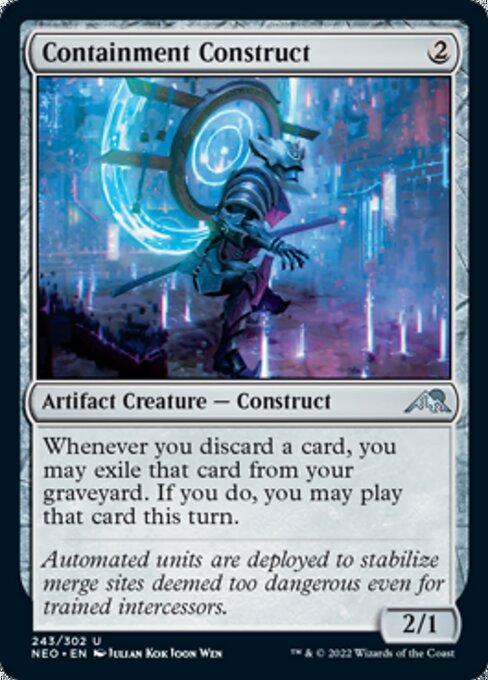 Containment Construct 2
Artifact Creature — Construct
Whenever you discard a card, you
may exile that card from your
graveyard. If you do, you may play
that card this turn.
Automated units are deployed to stabilize
merge sites deemed too dangerous even for
trained intercessors.
2/1
243/302 U
NEO • EN Julian Kok Joon Wen
™ & © 2022 Wizards of the Coast